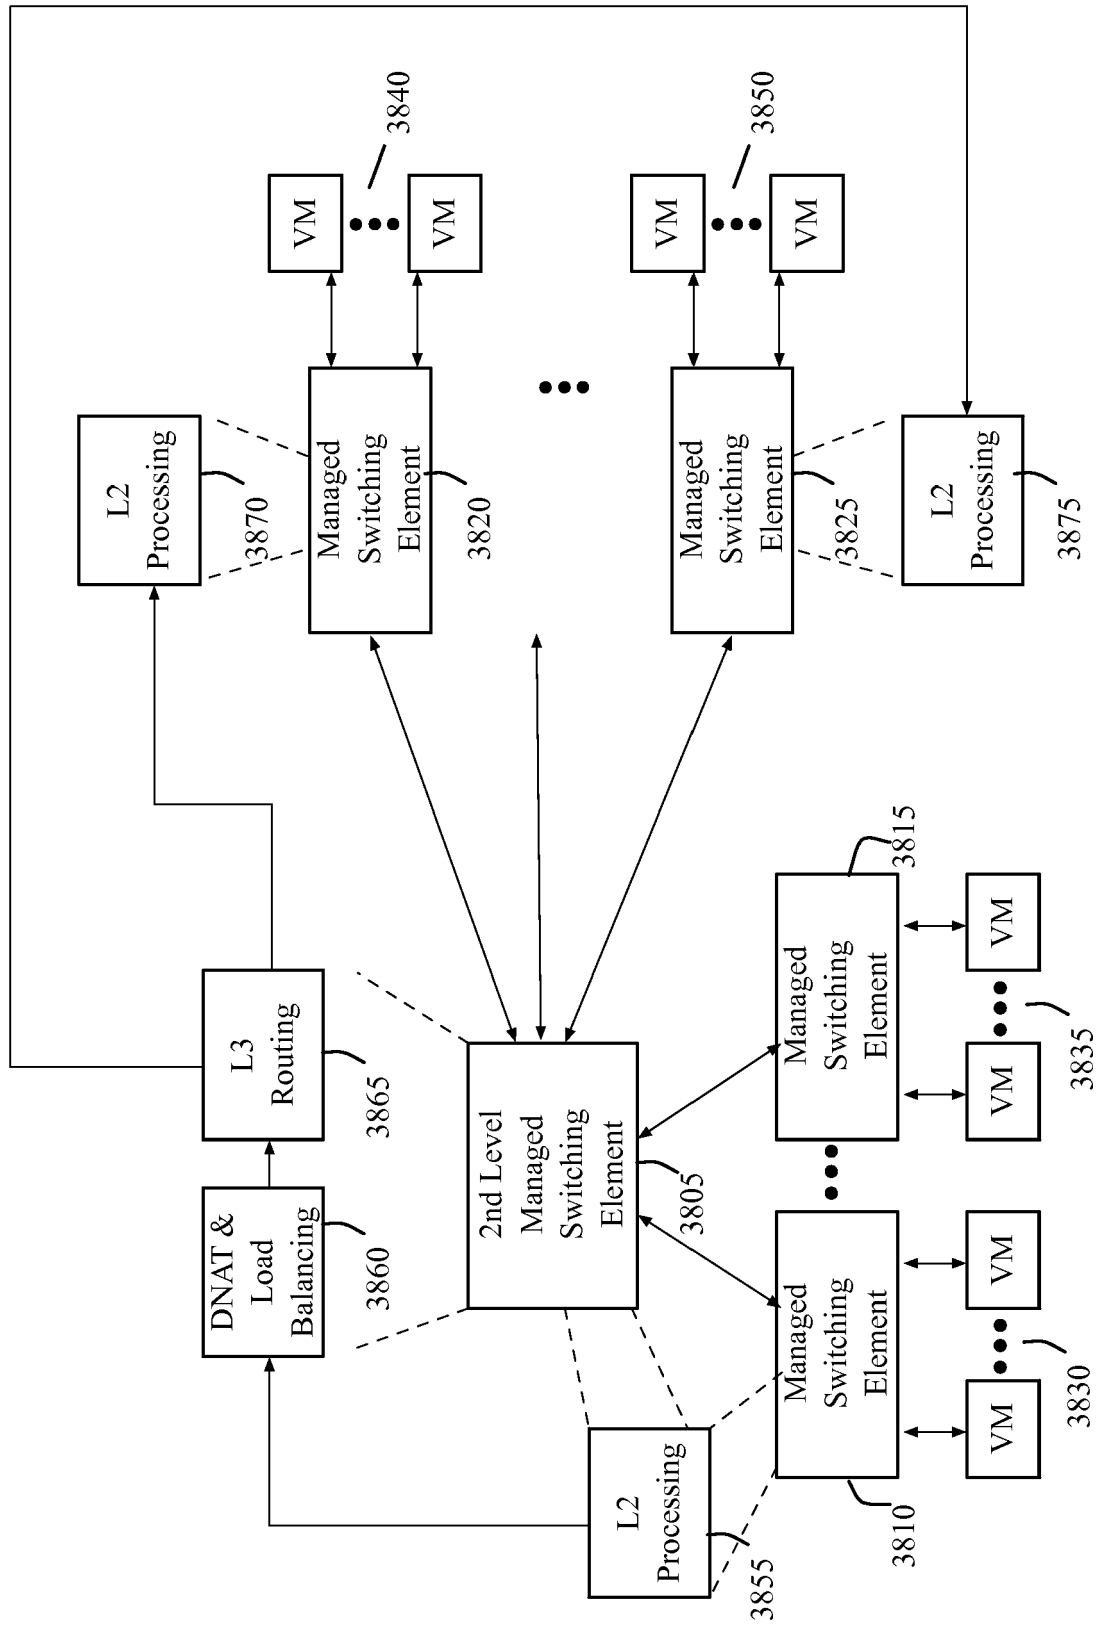 L2
Processing
3855
DNAT &
Load
Balancing
3860
L3
Routing
3865
L2
Processing
3870
2nd Level
Managed
Switching
Element
3805
Managed
Switching
Element
3820
VM
VM
3840
Managed
Switching
Element
3825
VM
VM
3850
L2
Processing
3875
Managed
Switching
Element
3810
VM
VM
3830
Managed
Switching
Element
3815
VM
VM
3835